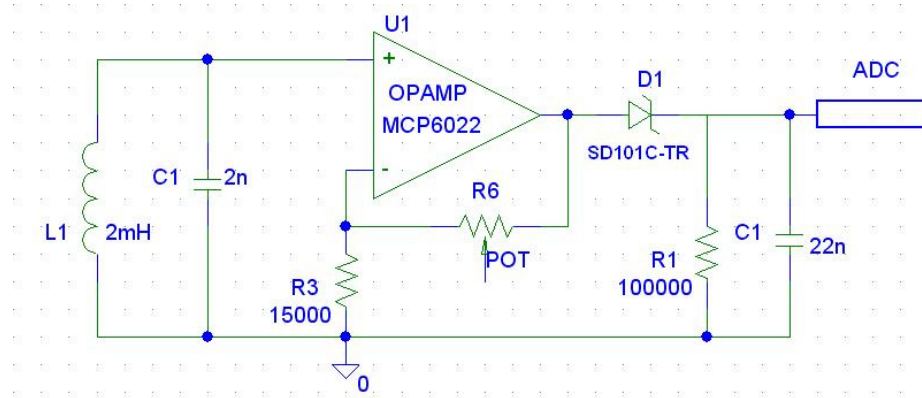 U1
+
OPAMP
MCP6022
-
D1
SD101C-TR
ADC
C1
2n
L1
2mH
R6
POT
R3
15000
R1
100000
C1
22n
0